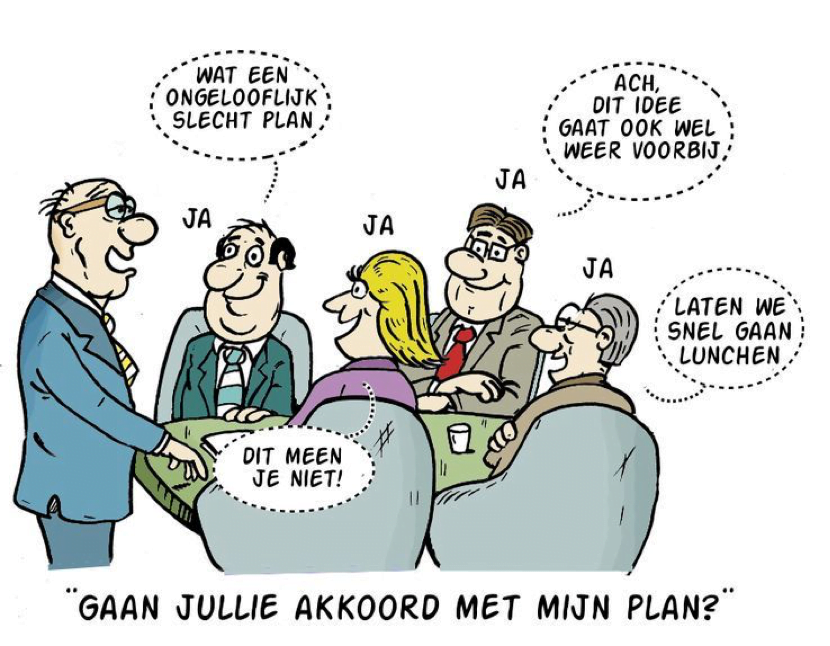 WAT EEN
ONGELOOFLIJK
SLECHT PLAN
ACH,
DIT IDEE
GAAT OOK WEL
WEER VOORBIJ
JA
JA
JA
JA
LATEN WE
SNEL GAAN
LUNCHEN
DIT MEEN
JE NIET!
"GAAN JULLIE AKKOORD MET MIJN PLAN?"